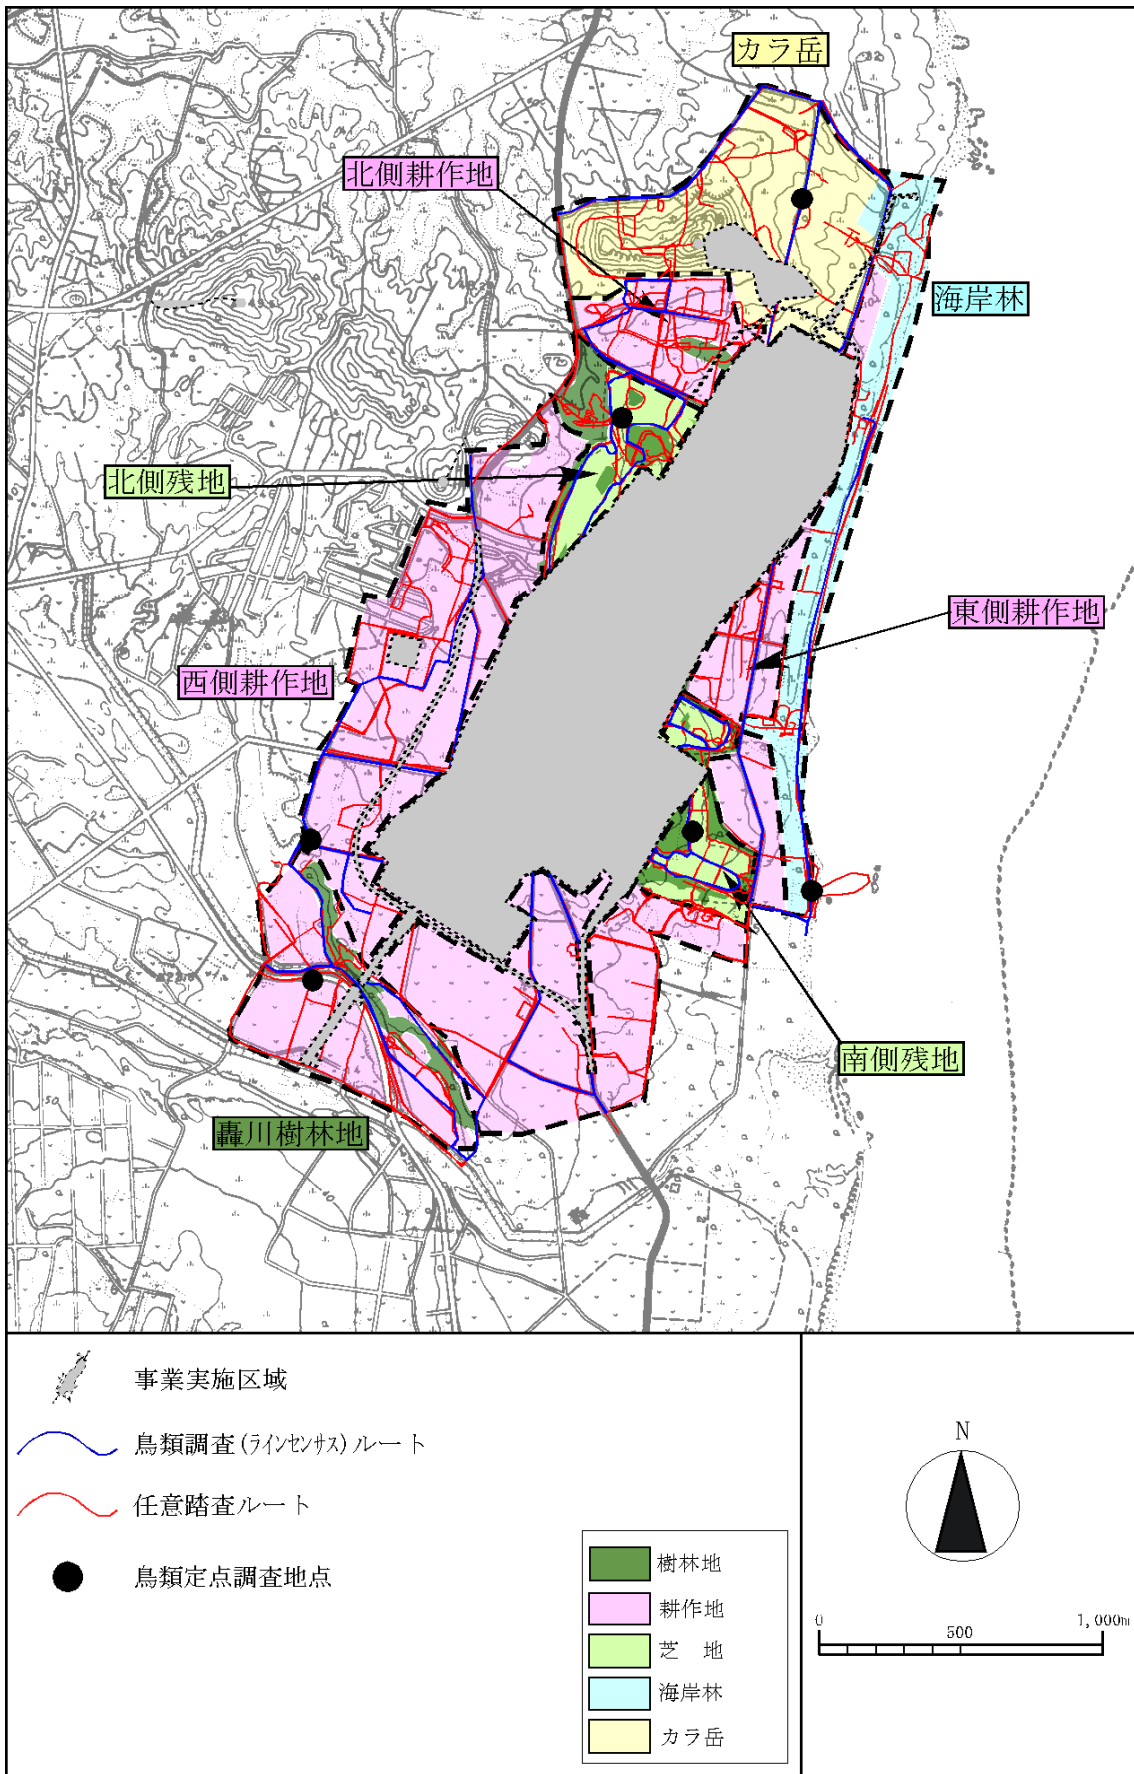 カラ岳
北側耕作地
海岸林
北側残地
東側耕作地
西側耕作地
南側残地
轟川樹林地
事業実施区域
鳥類調査(ラインセンサス)ルート
任意踏査ルート
鳥類定点調査地点
樹林地
耕作地
芝　地
海岸林
カラ岳
N
0
500
1,000m